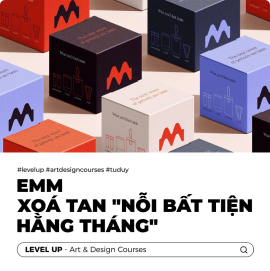 #levelup #artdesigncourses #tuduy
EMM
XOÁ TAN "NỖI BẤT TIỆN
HẰNG THÁNG"
LEVEL UP - Art & Design Courses